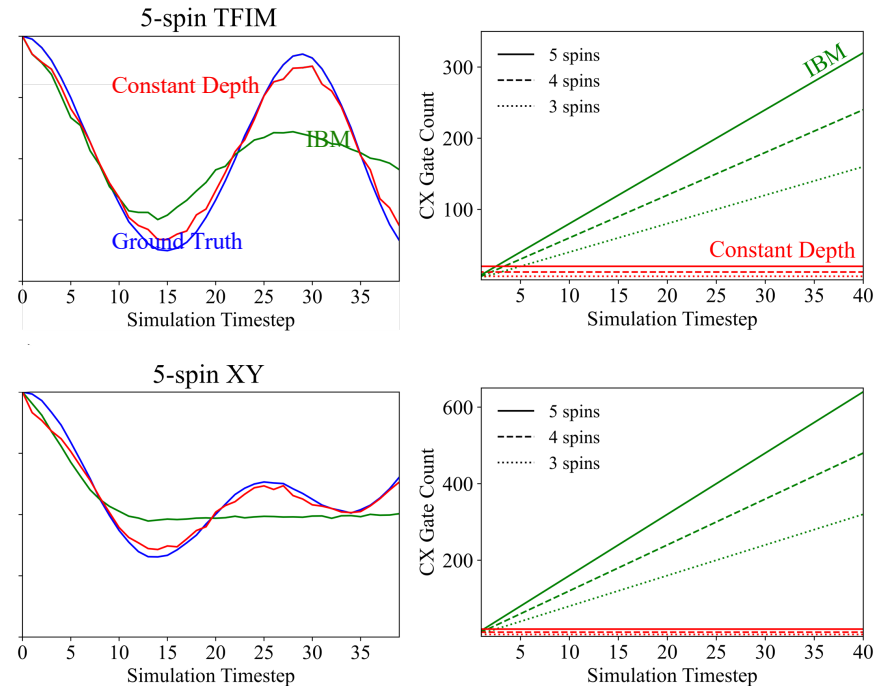 5-spin TFIM
Constant Depth
IBM
Ground Truth
0 5 10 15 20 25 30 35
Simulation Timestep
CX Gate Count
300
200
100
5 spins
4 spins
3 spins
IBM
Constant Depth
5 10 15 20 25 30 35 40
Simulation Timestep
5-spin XY
0 5 10 15 20 25 30 35
Simulation Timestep
CX Gate Count
600
400
200
5 spins
4 spins
3 spins
5 10 15 20 25 30 35 40
Simulation Timestep